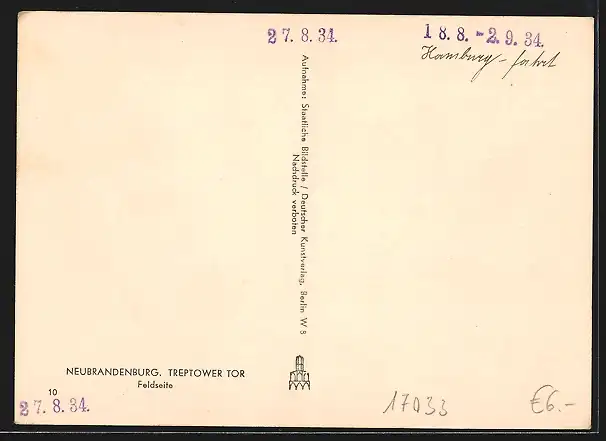 27.8.34.
18.8.-2.9.34.
Hamburg-fahrt
Aufnahme: Staatliche Bildstelle / Deutscher Kunstverlag, Berlin W 8
Nachdruck verboten
NEUBRANDENBURG. TREPTOWER TOR
Feldseite
10
27.8.34.
17033
€6.-